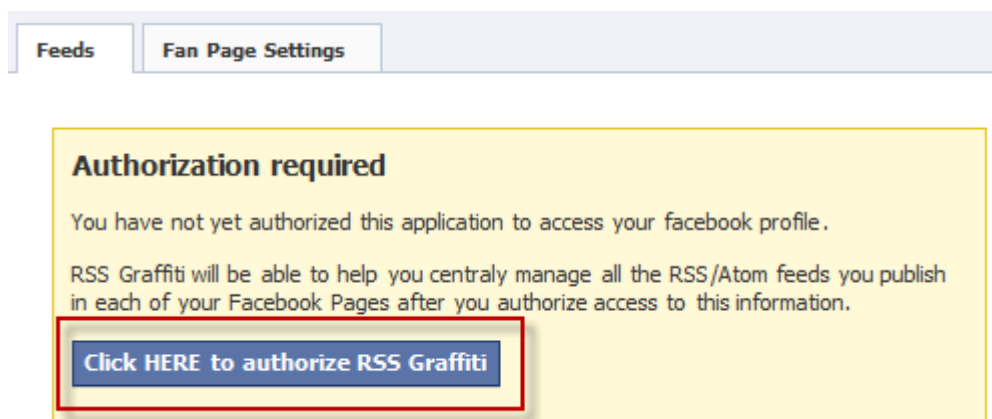 Feeds Fan Page Settings
Authorization required
You have not yet authorized this application to access your facebook profile.
RSS Graffiti will be able to help you centraly manage all the RSS/Atom feeds you publish
in each of your Facebook Pages after you authorize access to this information.
Click HERE to authorize RSS Graffiti